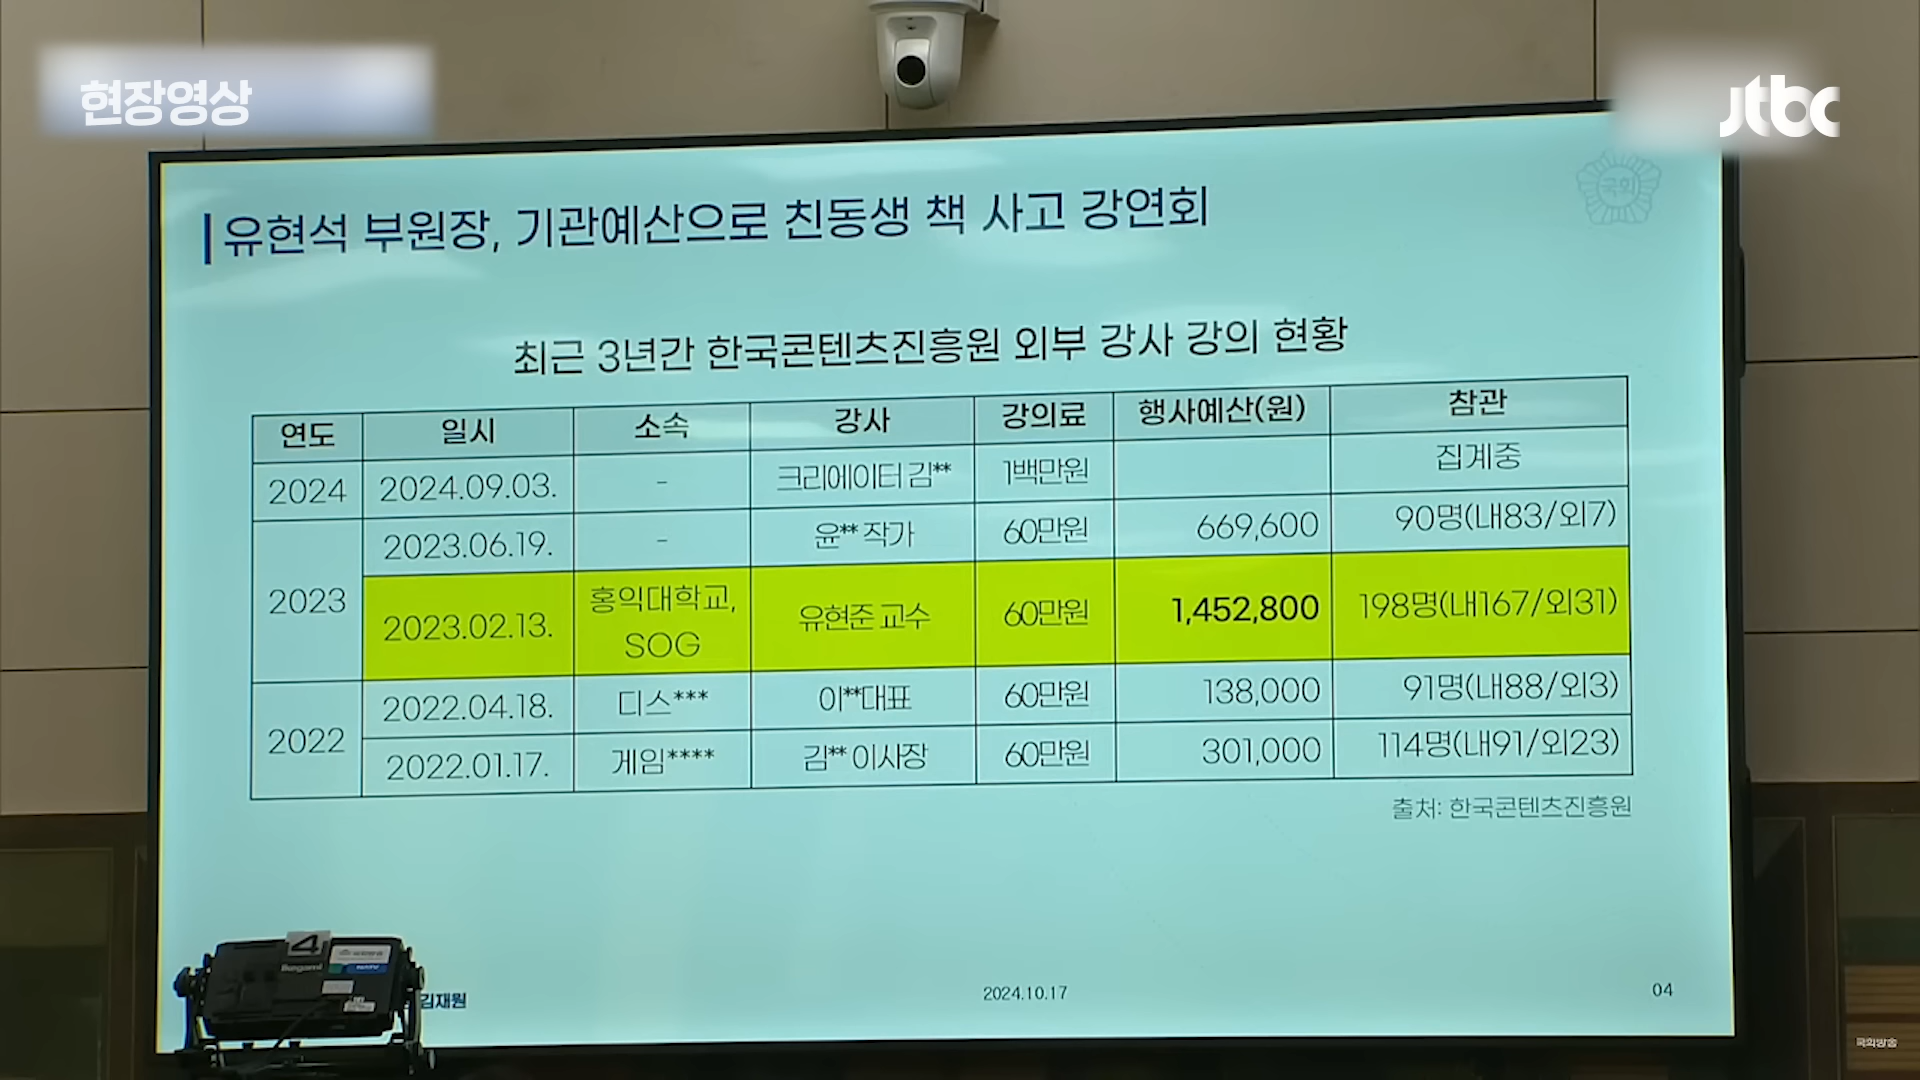 현장영상
jtbc
국회
유현석 부원장, 기관예산으로 친동생 책 사고 강연회
최근 3년간 한국콘텐츠진흥원 외부 강사 강의 현황
연도 일시 소속 강사 강의료 행사예산(원) 참관
2024 2024.09.03. - 크리에이터 김** 1백만원 집계중
2023 2023.06.19. - 윤** 작가 60만원 669,600 90명(내83/외7)
2023.02.13. 홍익대학교, SOG 유현준 교수 60만원 1,452,800 198명(내167/외31)
2022 2022.04.18. 디스*** 이**대표 60만원 138,000 91명(내88/외3)
2022.01.17. 게임**** 김** 이사장 60만원 301,000 114명(내91/외23)
출처: 한국콘텐츠진흥원
4
Ikegami
김재원
2024.10.17
04
국회방송